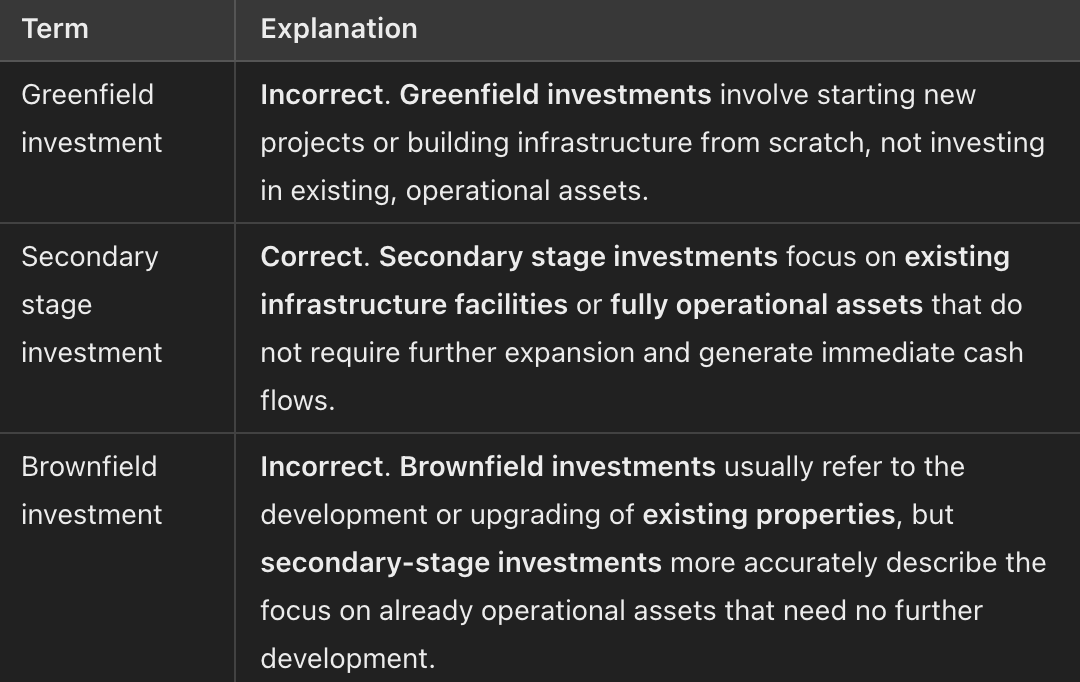 Term
Explanation
Greenfield
investment
Incorrect. Greenfield investments involve starting new
projects or building infrastructure from scratch, not investing
in existing, operational assets.
Secondary
stage
investment
Correct. Secondary stage investments focus on existing
infrastructure facilities or fully operational assets that do
not require further expansion and generate immediate cash
flows.
Brownfield
investment
Incorrect. Brownfield investments usually refer to the
development or upgrading of existing properties, but
secondary-stage investments more accurately describe the
focus on already operational assets that need no further
development.